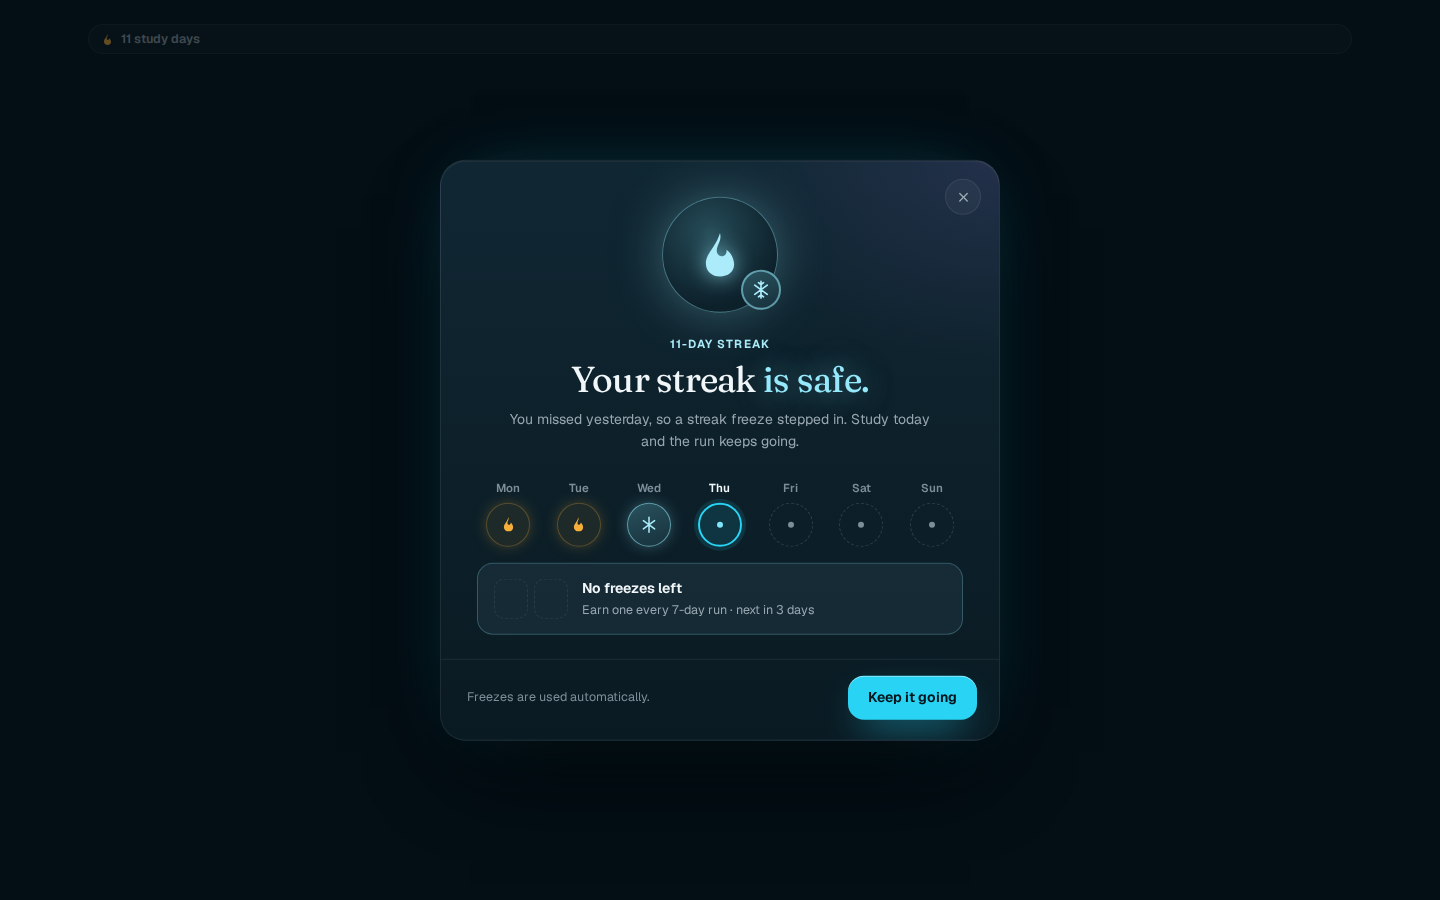 11 study days
11-DAY STREAK
Your streak is safe.
You missed yesterday, so a streak freeze stepped in. Study today
and the run keeps going.
Mon Tue Wed Thu Fri Sat Sun
No freezes left
Earn one every 7-day run · next in 3 days
Freezes are used automatically.
Keep it going